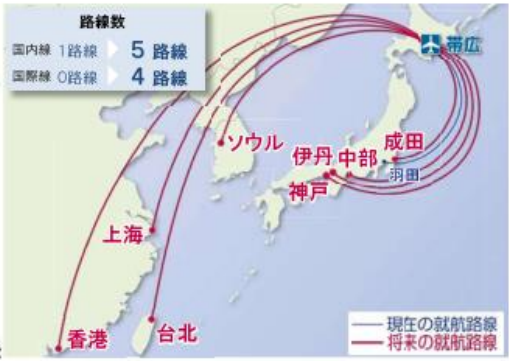 路線数
国内線 1路線 5 路線
国際線 0路線 4 路線
帯広
ソウル
成田
伊丹 中部
羽田
神戸
上海
台北
香港
現在の就航路線
将来の就航路線